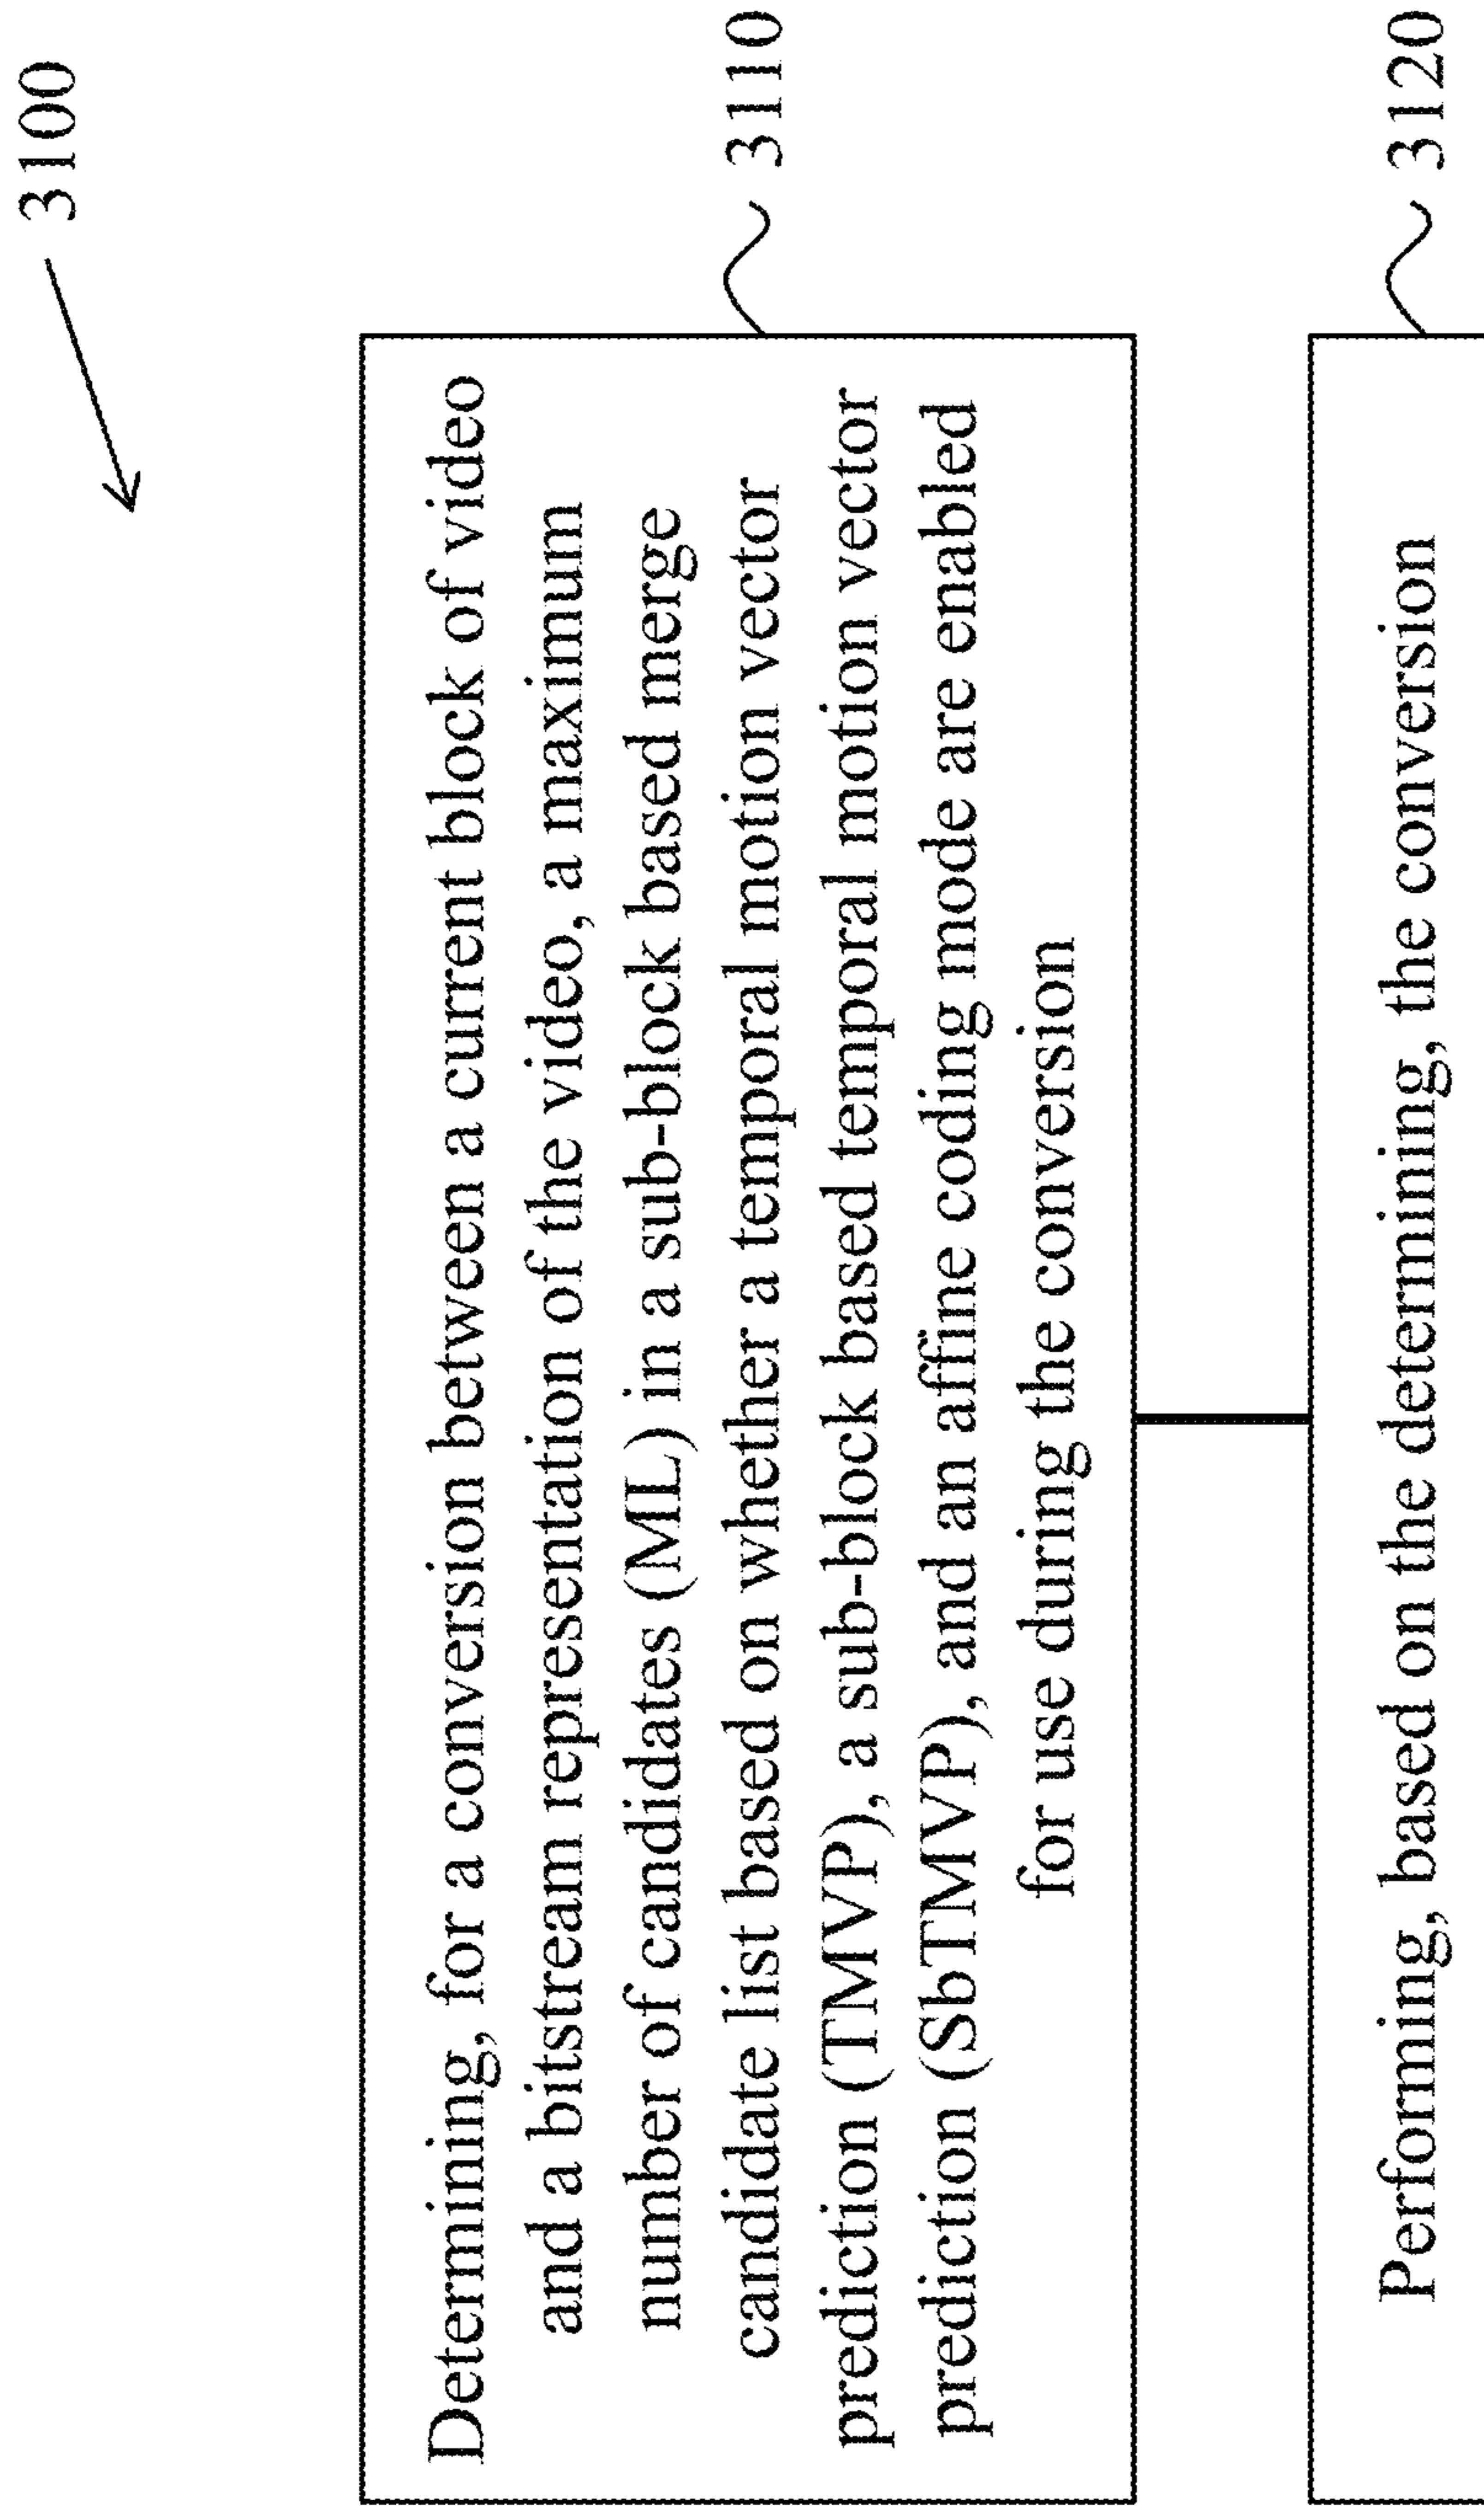 3100
Determining, for a conversion between a current block of video
and a bitstream representation of the video, a maximum
number of candidates (ML) in a sub-block based merge
candidate list based on whether a temporal motion vector
prediction (TMVP), a sub-block based temporal motion vector
prediction (SbTMVP), and an affine coding mode are enabled
for use during the conversion
3110
Performing, based on the determining, the conversion
3120